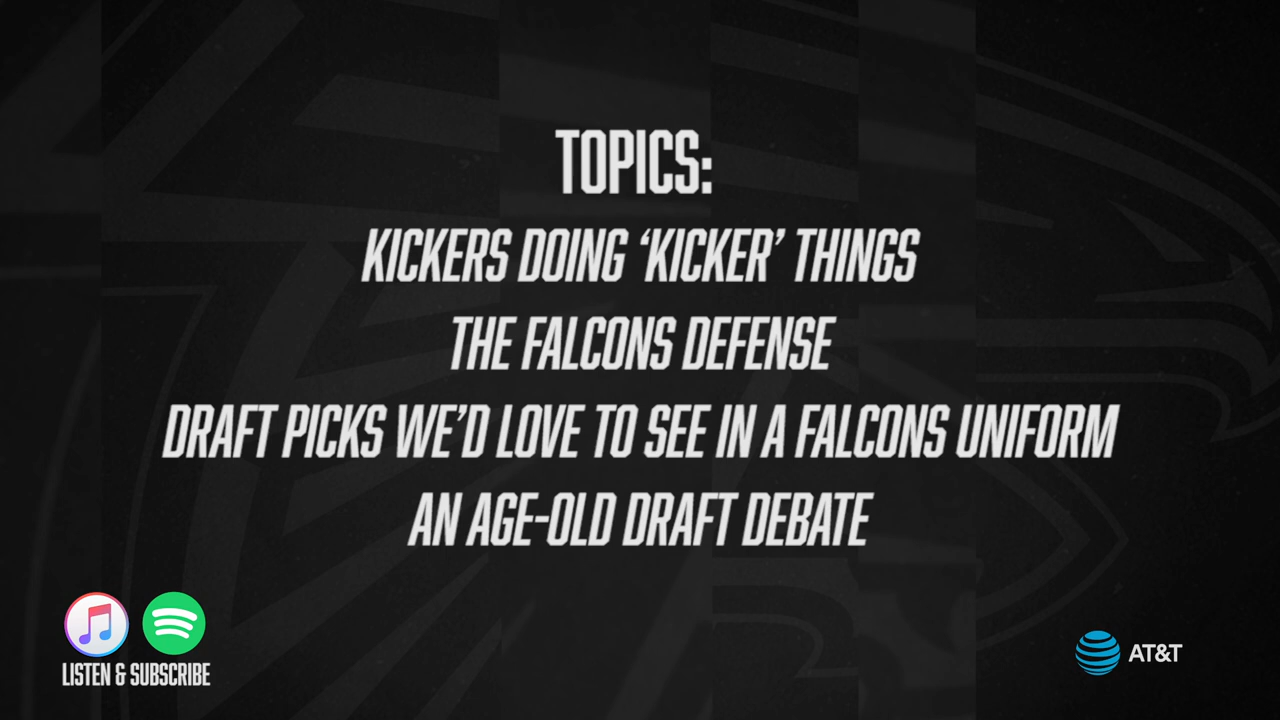 TOPICS:
KICKERS DOING ‘KICKER’ THINGS
THE FALCONS DEFENSE
DRAFT PICKS WE’D LOVE TO SEE IN A FALCONS UNIFORM
AN AGE-OLD DRAFT DEBATE
LISTEN & SUBSCRIBE
AT&T